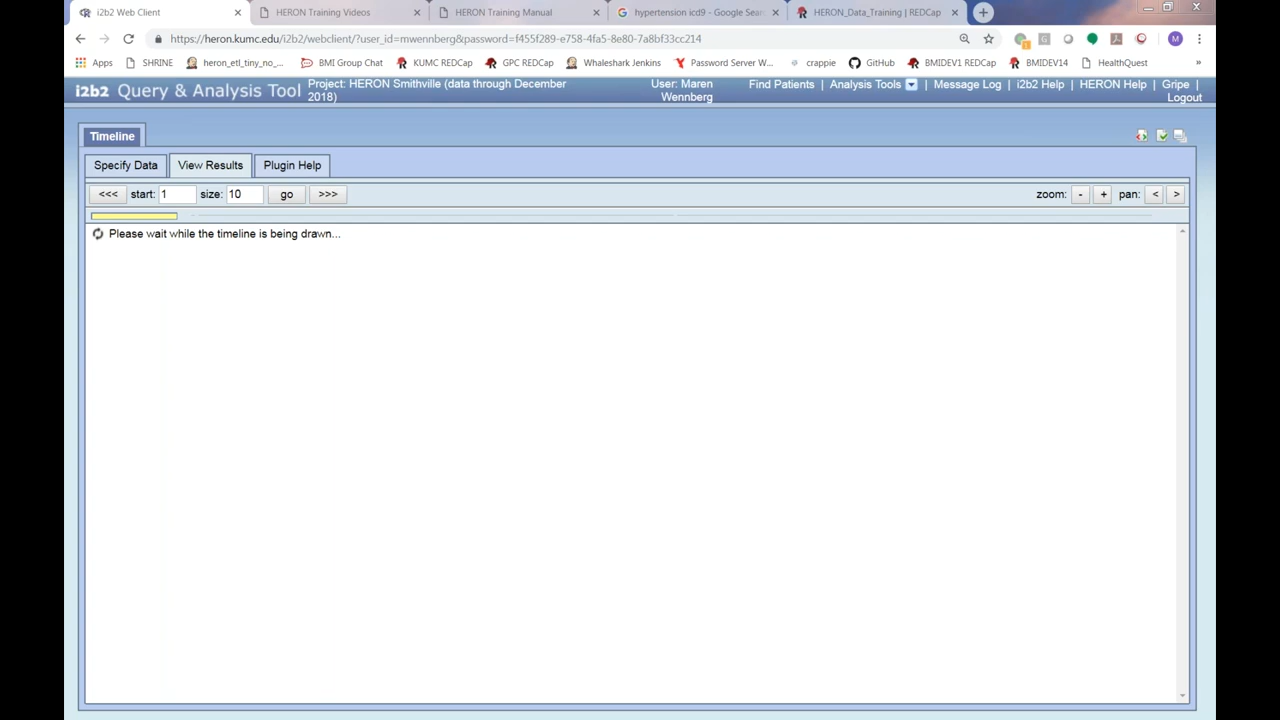 i2b2 Web Client
HERON Training Videos
HERON Training Manual
hypertension icd9 - Google Sear
HERON_Data_Training | REDCap
https://heron.kumc.edu/i2b2/webclient/?user_id=mwennberg&password=f455f289-e758-4fa5-8e80-7a8bf33cc214
Apps SHRINE heron_etl_tiny_no_... BMI Group Chat KUMC REDCap GPC REDCap Whaleshark Jenkins Password Server W... crappie GitHub BMIDEV1 REDCap BMIDEV14 HealthQuest »
i2b2 Query & Analysis Tool
Project: HERON Smithville (data through December
2018)
User: Maren
Wennberg
Find Patients | Analysis Tools | Message Log | i2b2 Help | HERON Help | Gripe |
Logout
Timeline
Specify Data View Results Plugin Help
<<< start: 1 size: 10 go >>> zoom: - + pan: < >
Please wait while the timeline is being drawn...